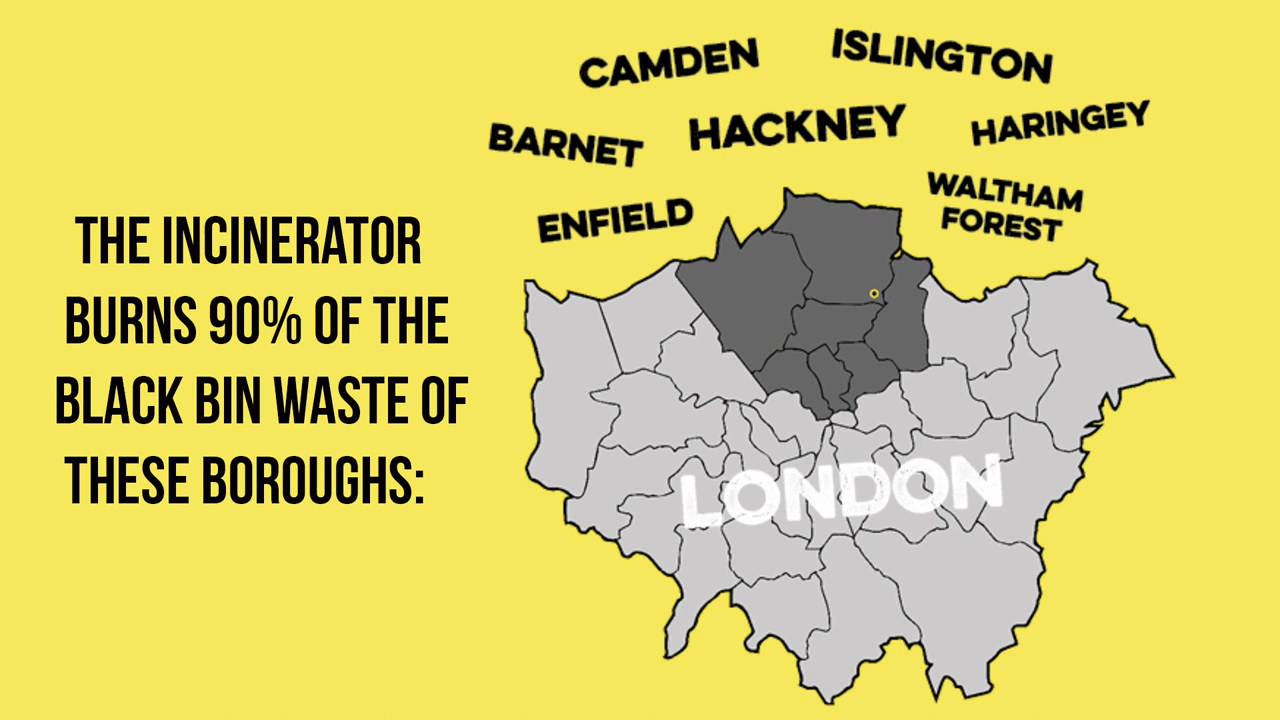 THE INCINERATOR
BURNS 90% OF THE
BLACK BIN WASTE OF
THESE BOROUGHS:
CAMDEN
ISLINGTON
BARNET
HACKNEY
HARINGEY
ENFIELD
WALTHAM
FOREST
LONDON